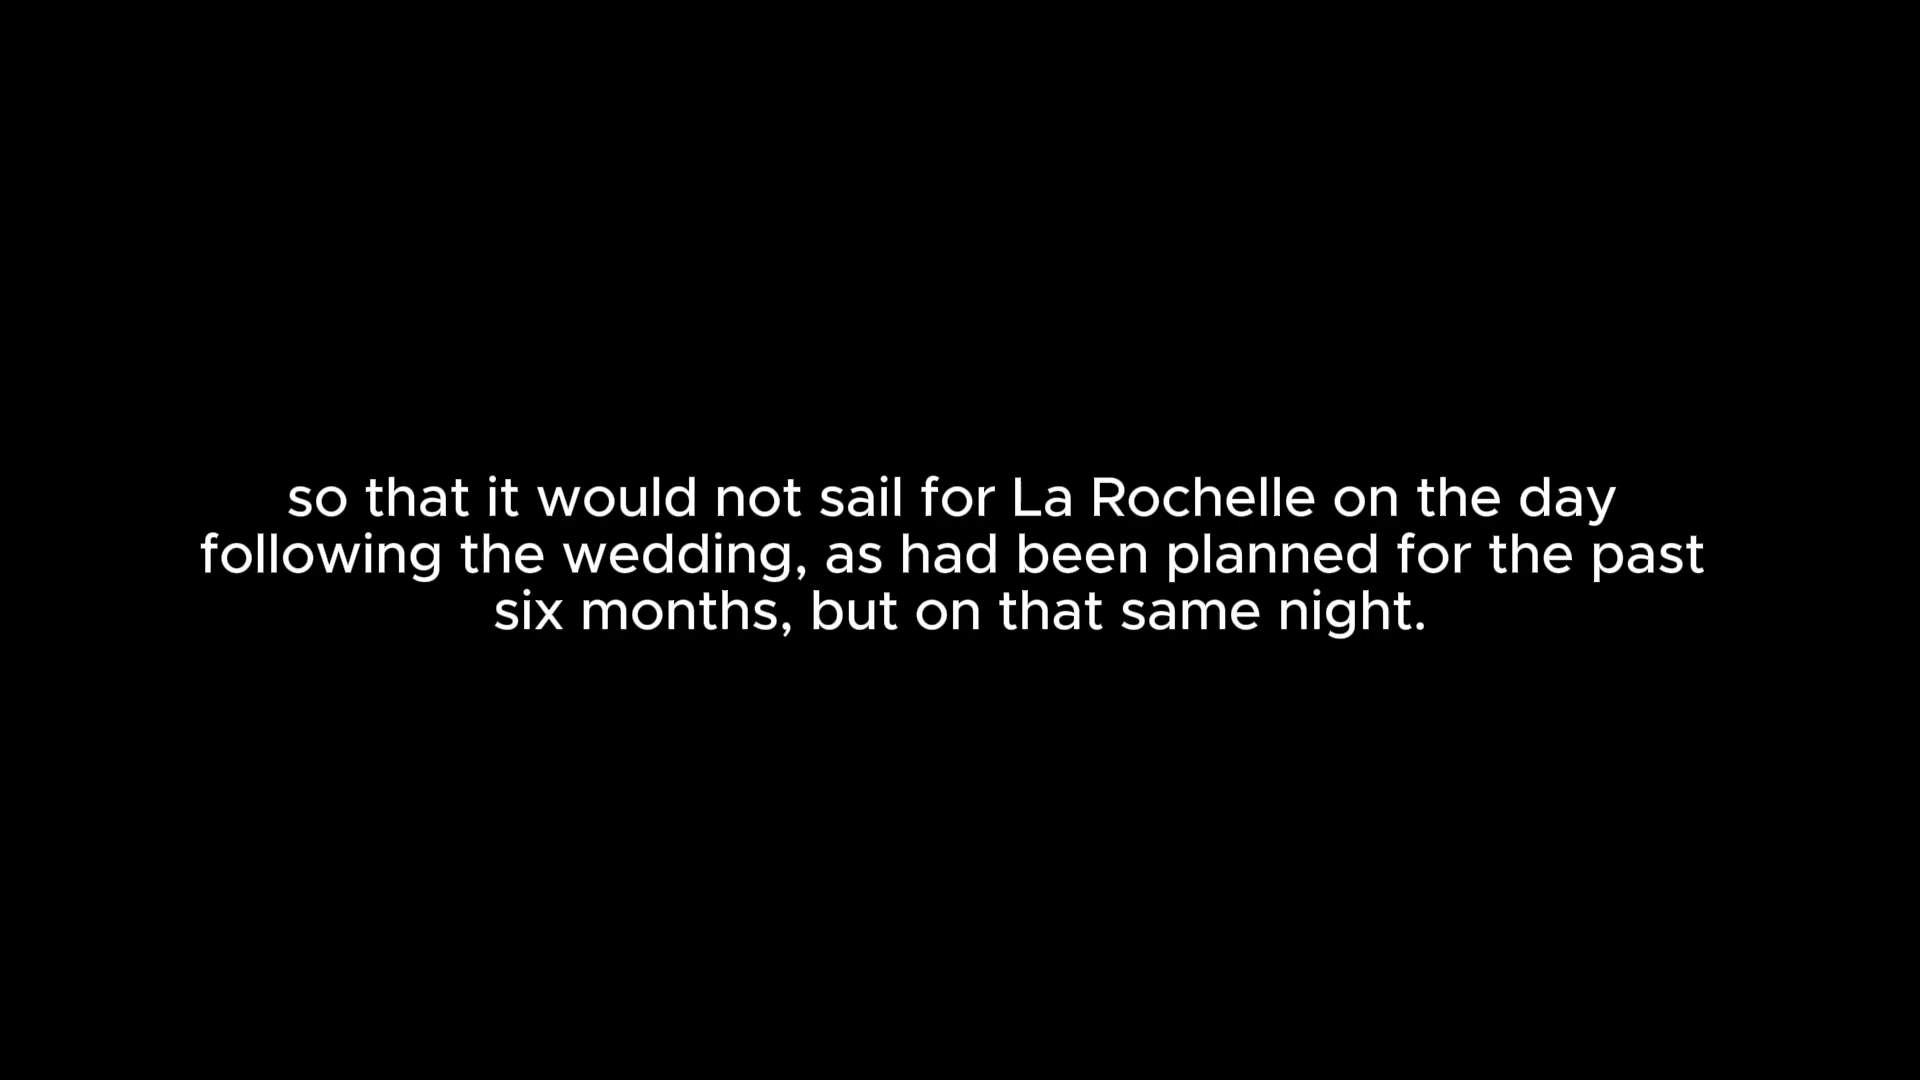 so that it would not sail for La Rochelle on the day
following the wedding, as had been planned for the past
six months, but on that same night.